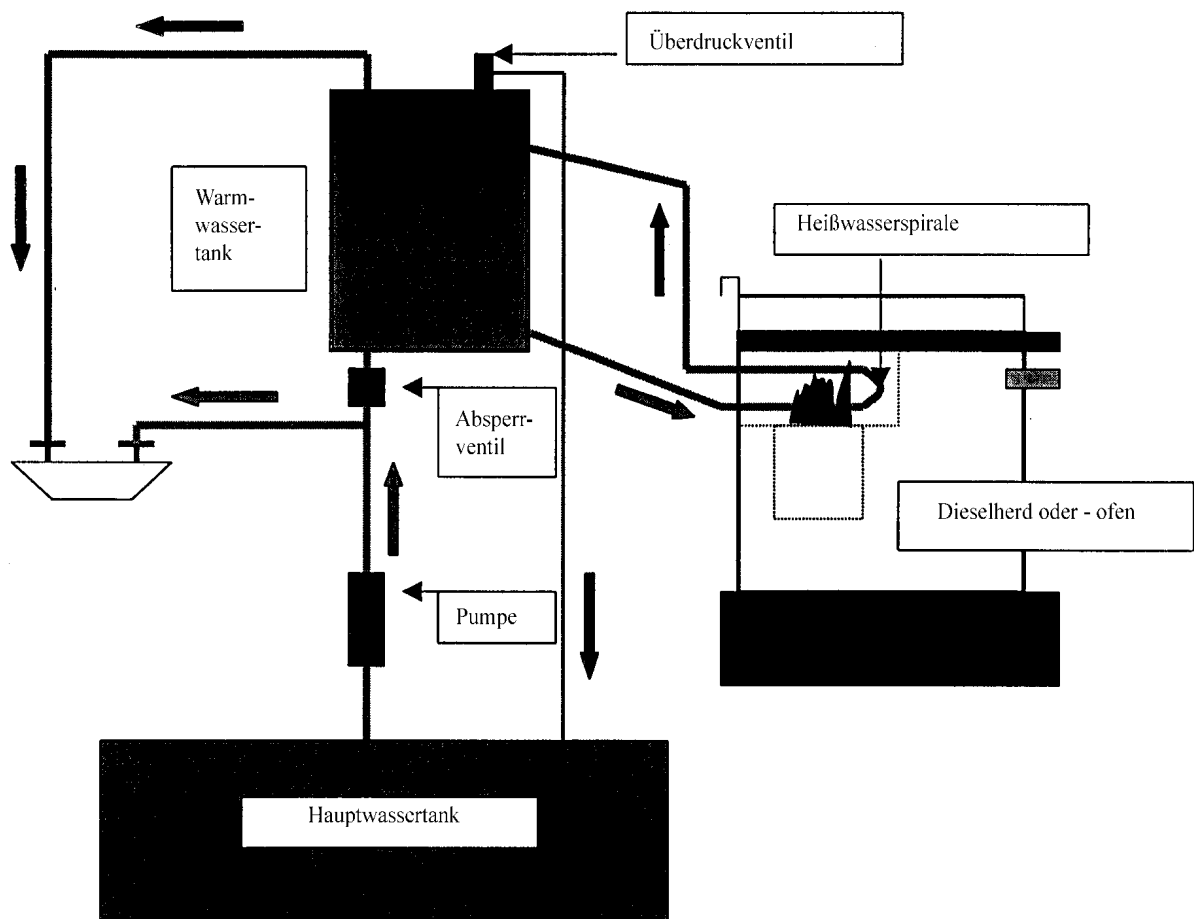 Überdruckventil
Warm-
wasser-
tank
Heißwasserspirale
Absperr-
ventil
Dieselherd oder - ofen
Pumpe
Hauptwassertank